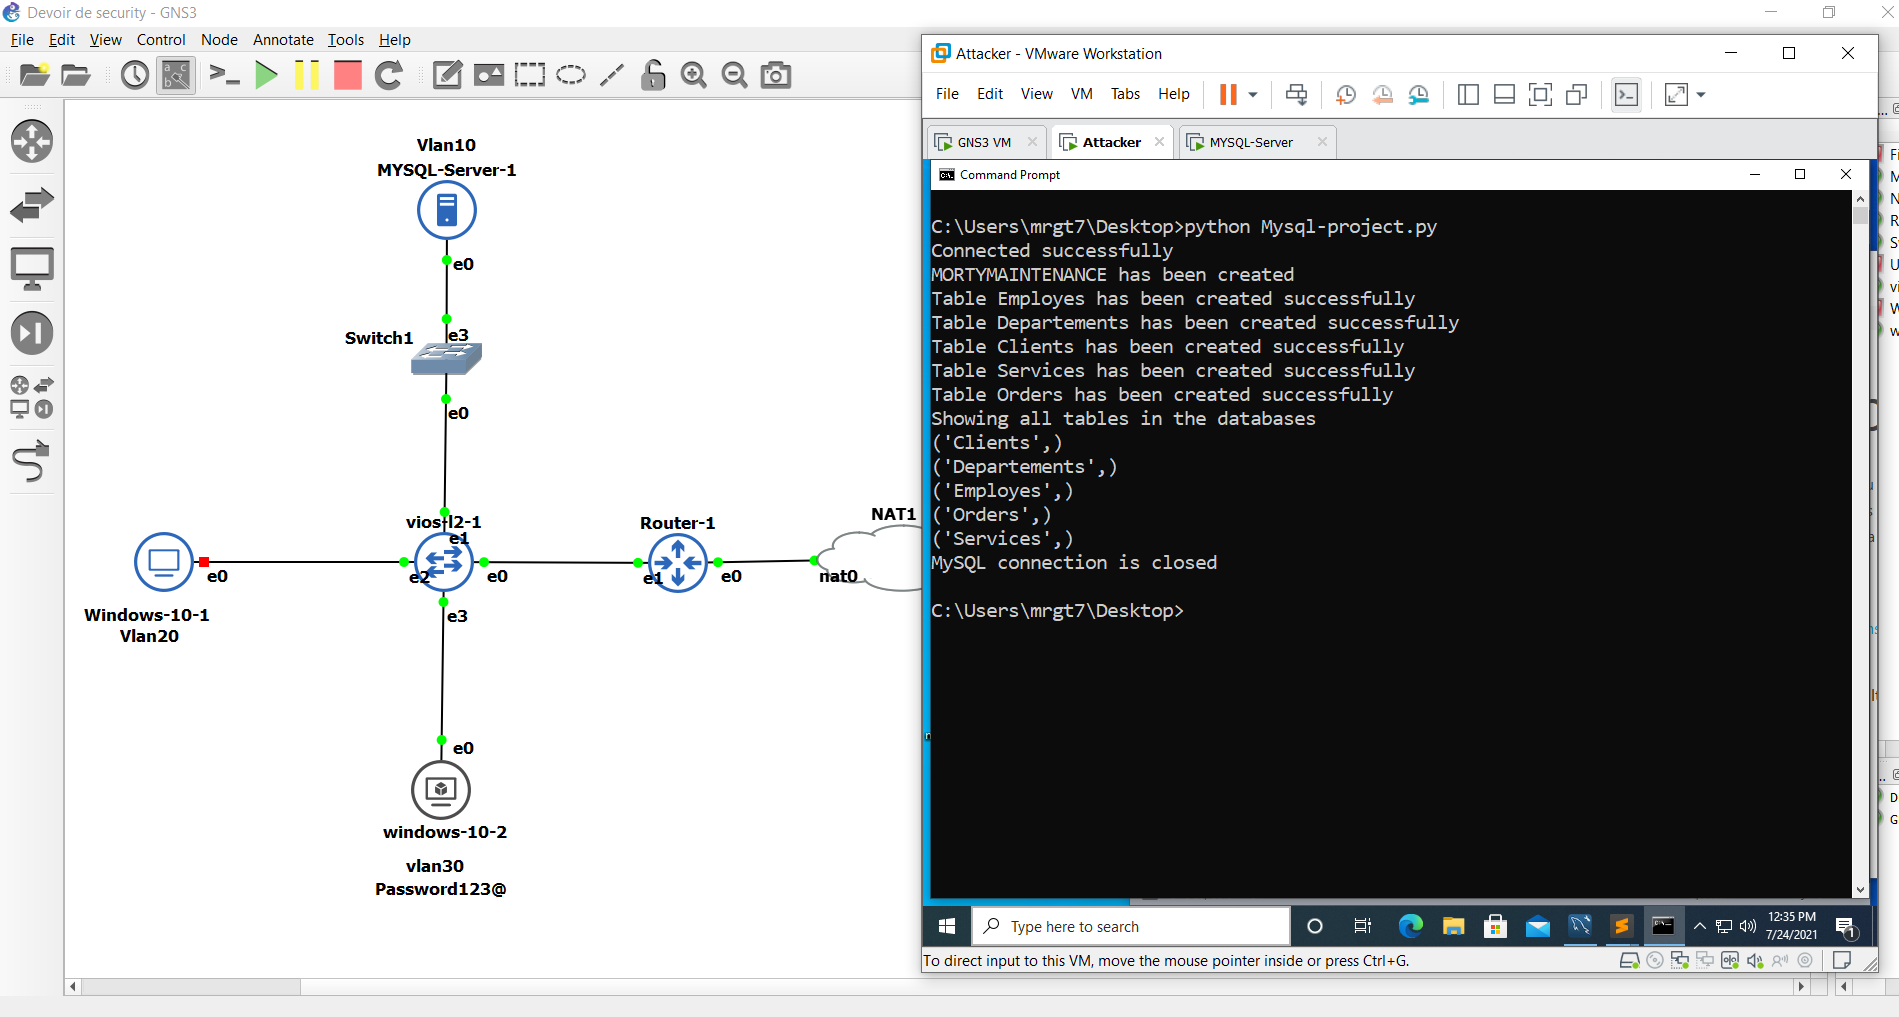 Devoir de security - GNS3
File Edit View Control Node Annotate Tools Help
Vlan10
MYSQL-Server-1
e0
e3
Switch1
e0
vios-l2-1
e1
e2
e0
Router-1
e1
e0
NAT1
nat0
e0
Windows-10-1
Vlan20
e3
e0
windows-10-2
vlan30
Password123@
Attacker - VMware Workstation
File Edit View VM Tabs Help
GNS3 VM
Attacker
MYSQL-Server
Command Prompt
C:\Users\mrgt7\Desktop>python Mysql-project.py
Connected successfully
MORTYMAINTENANCE has been created
Table Employes has been created successfully
Table Departements has been created successfully
Table Clients has been created successfully
Table Services has been created successfully
Table Orders has been created successfully
Showing all tables in the databases
('Clients',)
('Departements',)
('Employes',)
('Orders',)
('Services',)
MySQL connection is closed
C:\Users\mrgt7\Desktop>
Type here to search
12:35 PM
7/24/2021
1
To direct input to this VM, move the mouse pointer inside or press Ctrl+G.